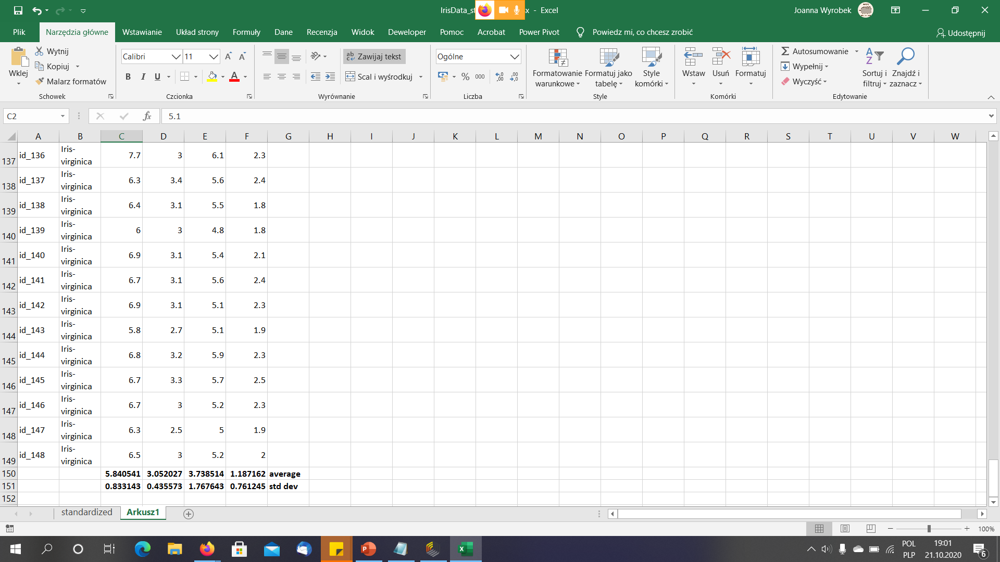 IrisData_st x - Excel
Joanna Wyrobek
Plik Narzędzia główne Wstawianie Układ strony Formuły Dane Recenzja Widok Deweloper Pomoc Acrobat Power Pivot Powiedz mi, co chcesz zrobić Udostępnij
Wklej
Wytnij
Kopiuj
Malarz formatów
Schowek
Calibri 11
B I U A
Czcionka
Zawijaj tekst
Scal i wyśrodkuj
Wyrównanie
Ogólne
% 000
Liczba
Formatowanie warunkowe
Formatuj jako tabelę
Style komórki
Style
Wstaw Usuń Formatuj
Komórki
Autosumowanie
Wypełnij
Wyczyść
Sortuj i filtruj
Znajdź i zaznacz
Edytowanie
C2 fx 5.1
A B C D E F G H I J K L M N O P Q R S T U V W
137 id_136 Iris-virginica 7.7 3 6.1 2.3
138 id_137 Iris-virginica 6.3 3.4 5.6 2.4
139 id_138 Iris-virginica 6.4 3.1 5.5 1.8
140 id_139 Iris-virginica 6 3 4.8 1.8
141 id_140 Iris-virginica 6.9 3.1 5.4 2.1
142 id_141 Iris-virginica 6.7 3.1 5.6 2.4
143 id_142 Iris-virginica 6.9 3.1 5.1 2.3
144 id_143 Iris-virginica 5.8 2.7 5.1 1.9
145 id_144 Iris-virginica 6.8 3.2 5.9 2.3
146 id_145 Iris-virginica 6.7 3.3 5.7 2.5
147 id_146 Iris-virginica 6.7 3 5.2 2.3
148 id_147 Iris-virginica 6.3 2.5 5 1.9
149 id_148 Iris-virginica 6.5 3 5.2 2
150 5.840541 3.052027 3.738514 1.187162 average
151 0.833143 0.435573 1.767643 0.761245 std dev
152
standardized Arkusz1
100%
POL 19:01
PLP 21.10.2020
6